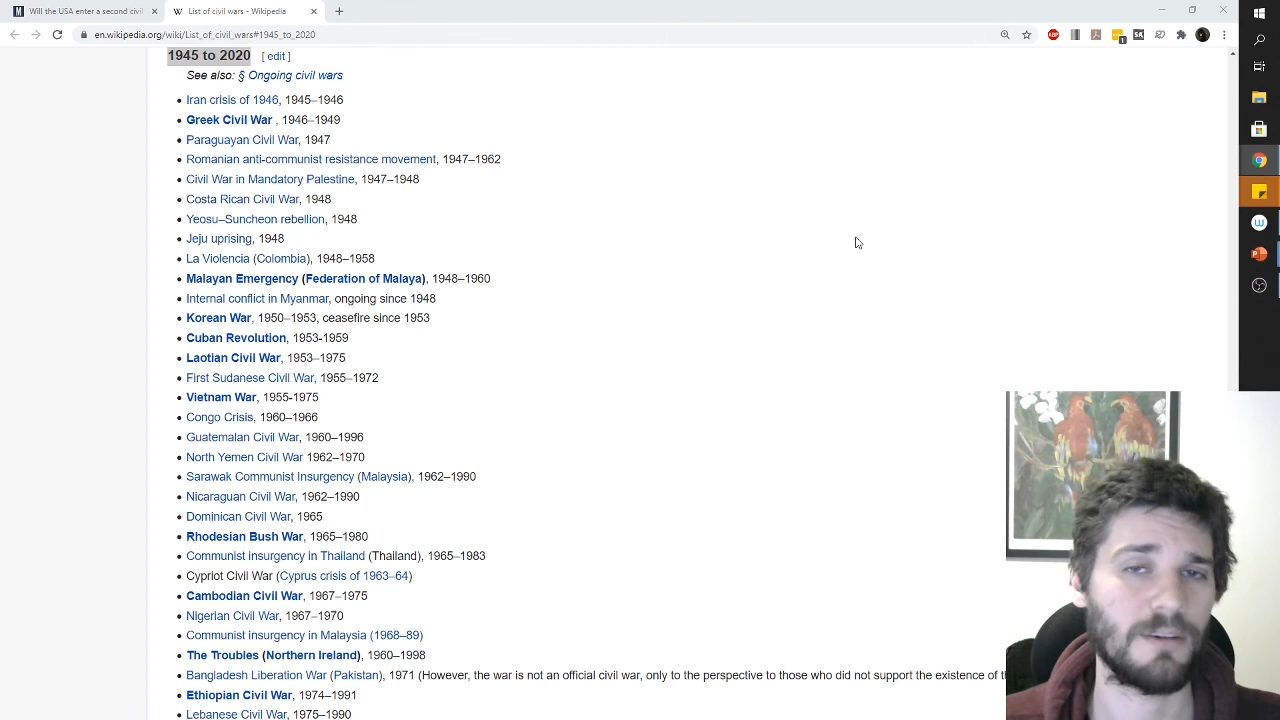 Will the USA enter a second civil
List of civil wars - Wikipedia
en.wikipedia.org/wiki/List_of_civil_wars#1945_to_2020
1945 to 2020 [ edit ]
See also: § Ongoing civil wars
Iran crisis of 1946, 1945–1946
Greek Civil War , 1946–1949
Paraguayan Civil War, 1947
Romanian anti-communist resistance movement, 1947–1962
Civil War in Mandatory Palestine, 1947–1948
Costa Rican Civil War, 1948
Yeosu–Suncheon rebellion, 1948
Jeju uprising, 1948
La Violencia (Colombia), 1948–1958
Malayan Emergency (Federation of Malaya), 1948–1960
Internal conflict in Myanmar, ongoing since 1948
Korean War, 1950–1953, ceasefire since 1953
Cuban Revolution, 1953-1959
Laotian Civil War, 1953–1975
First Sudanese Civil War, 1955–1972
Vietnam War, 1955-1975
Congo Crisis, 1960–1966
Guatemalan Civil War, 1960–1996
North Yemen Civil War 1962–1970
Sarawak Communist Insurgency (Malaysia), 1962–1990
Nicaraguan Civil War, 1962–1990
Dominican Civil War, 1965
Rhodesian Bush War, 1965–1980
Communist insurgency in Thailand (Thailand), 1965–1983
Cypriot Civil War (Cyprus crisis of 1963–64)
Cambodian Civil War, 1967–1975
Nigerian Civil War, 1967–1970
Communist insurgency in Malaysia (1968–89)
The Troubles (Northern Ireland), 1960–1998
Bangladesh Liberation War (Pakistan), 1971 (However, the war is not an official civil war, only to the perspective to those who did not support the existence of
Ethiopian Civil War, 1974–1991
Lebanese Civil War, 1975–1990